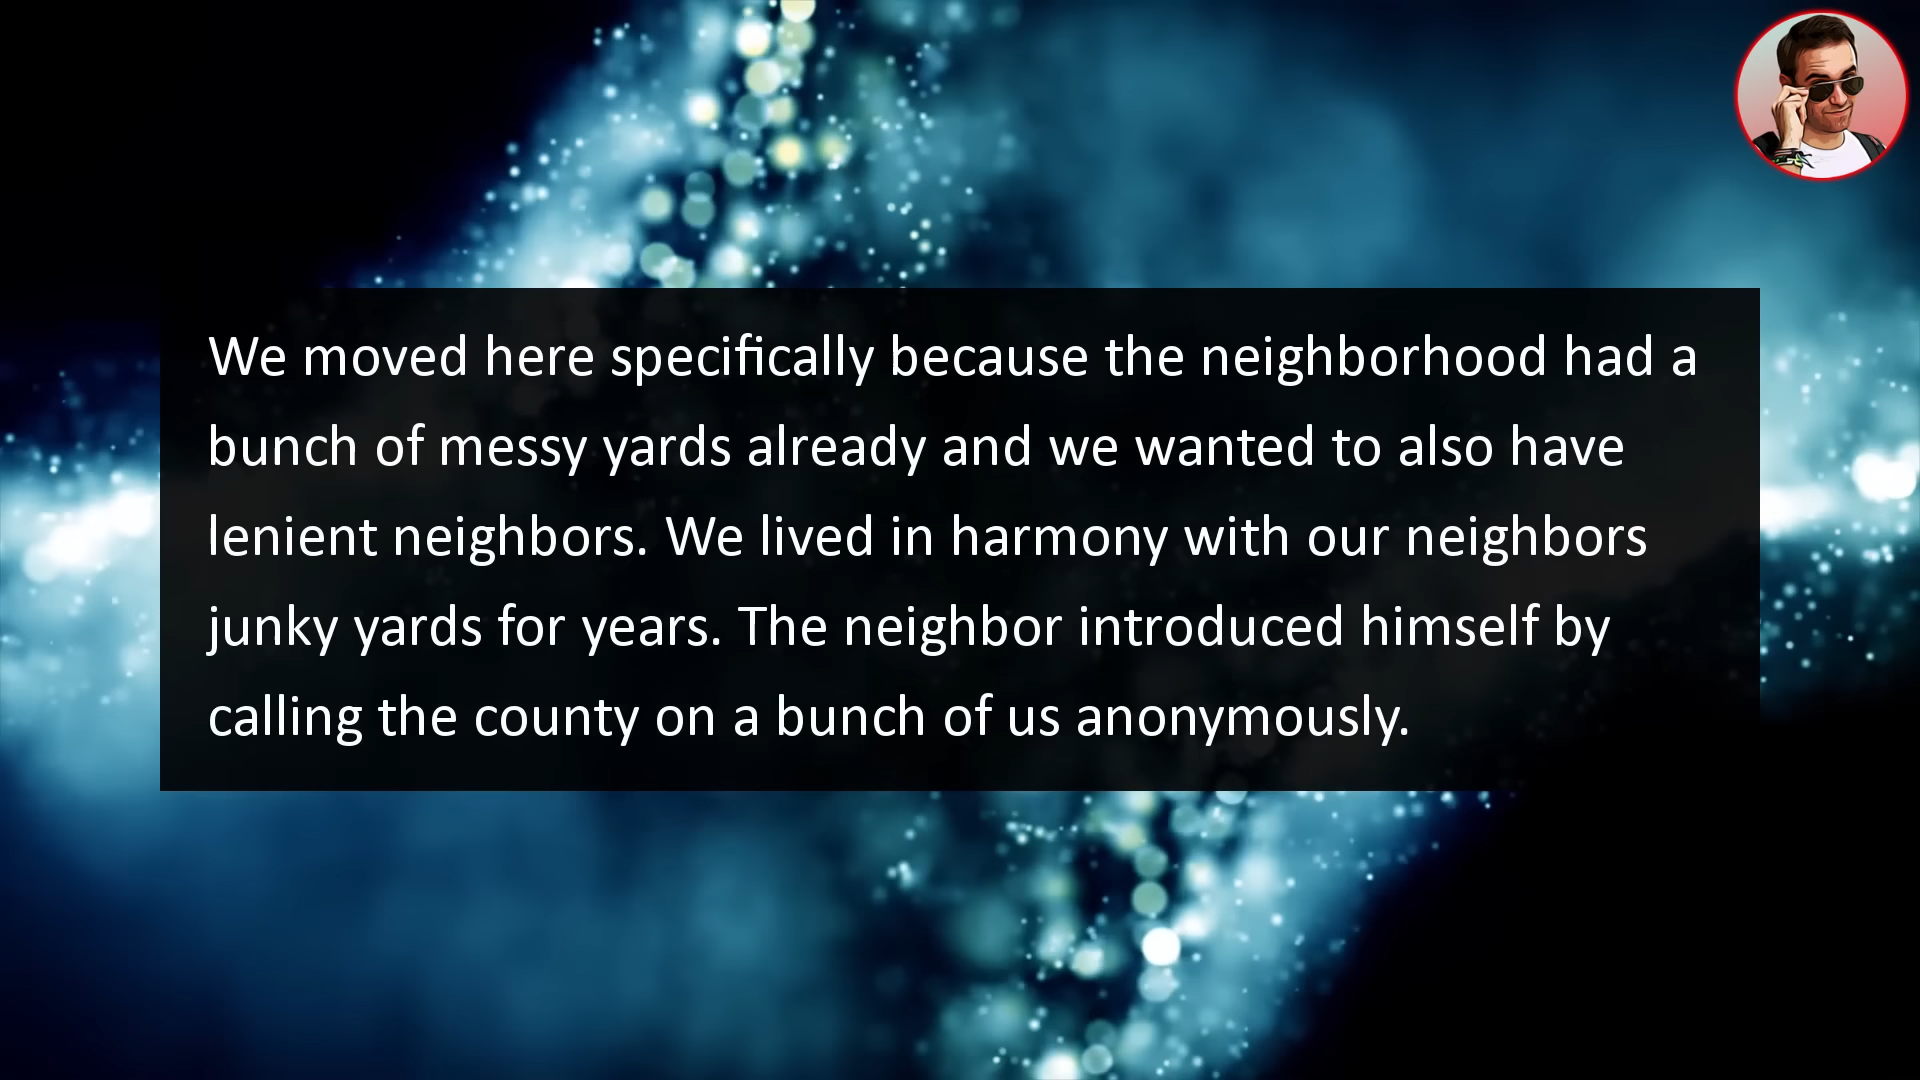 We moved here specifically because the neighborhood had a
bunch of messy yards already and we wanted to also have
lenient neighbors. We lived in harmony with our neighbors
junky yards for years. The neighbor introduced himself by
calling the county on a bunch of us anonymously.